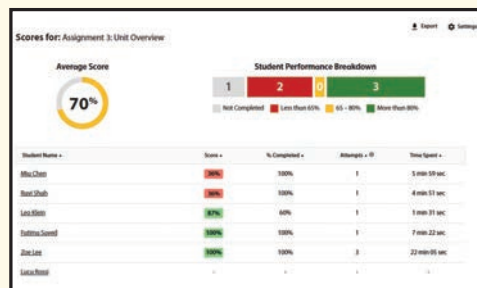 Export Settings
Scores for: Assignment 3: Unit Overview
Average Score
70%
Student Performance Breakdown
1 2 0 3
Not Completed Less than 65% 65 - 80% More than 80%
Student Name Score % Completed Attempts Time Spent
Mia Chen 36% 100% 1 5 min 59 sec
Ravi Shah 36% 100% 1 4 min 51 sec
Leo Klein 87% 60% 1 1 min 31 sec
Fatima Sayed 100% 100% 1 7 min 22 sec
Zoe Lee 100% 100% 3 22 min 05 sec
Luca Rossi - - - -